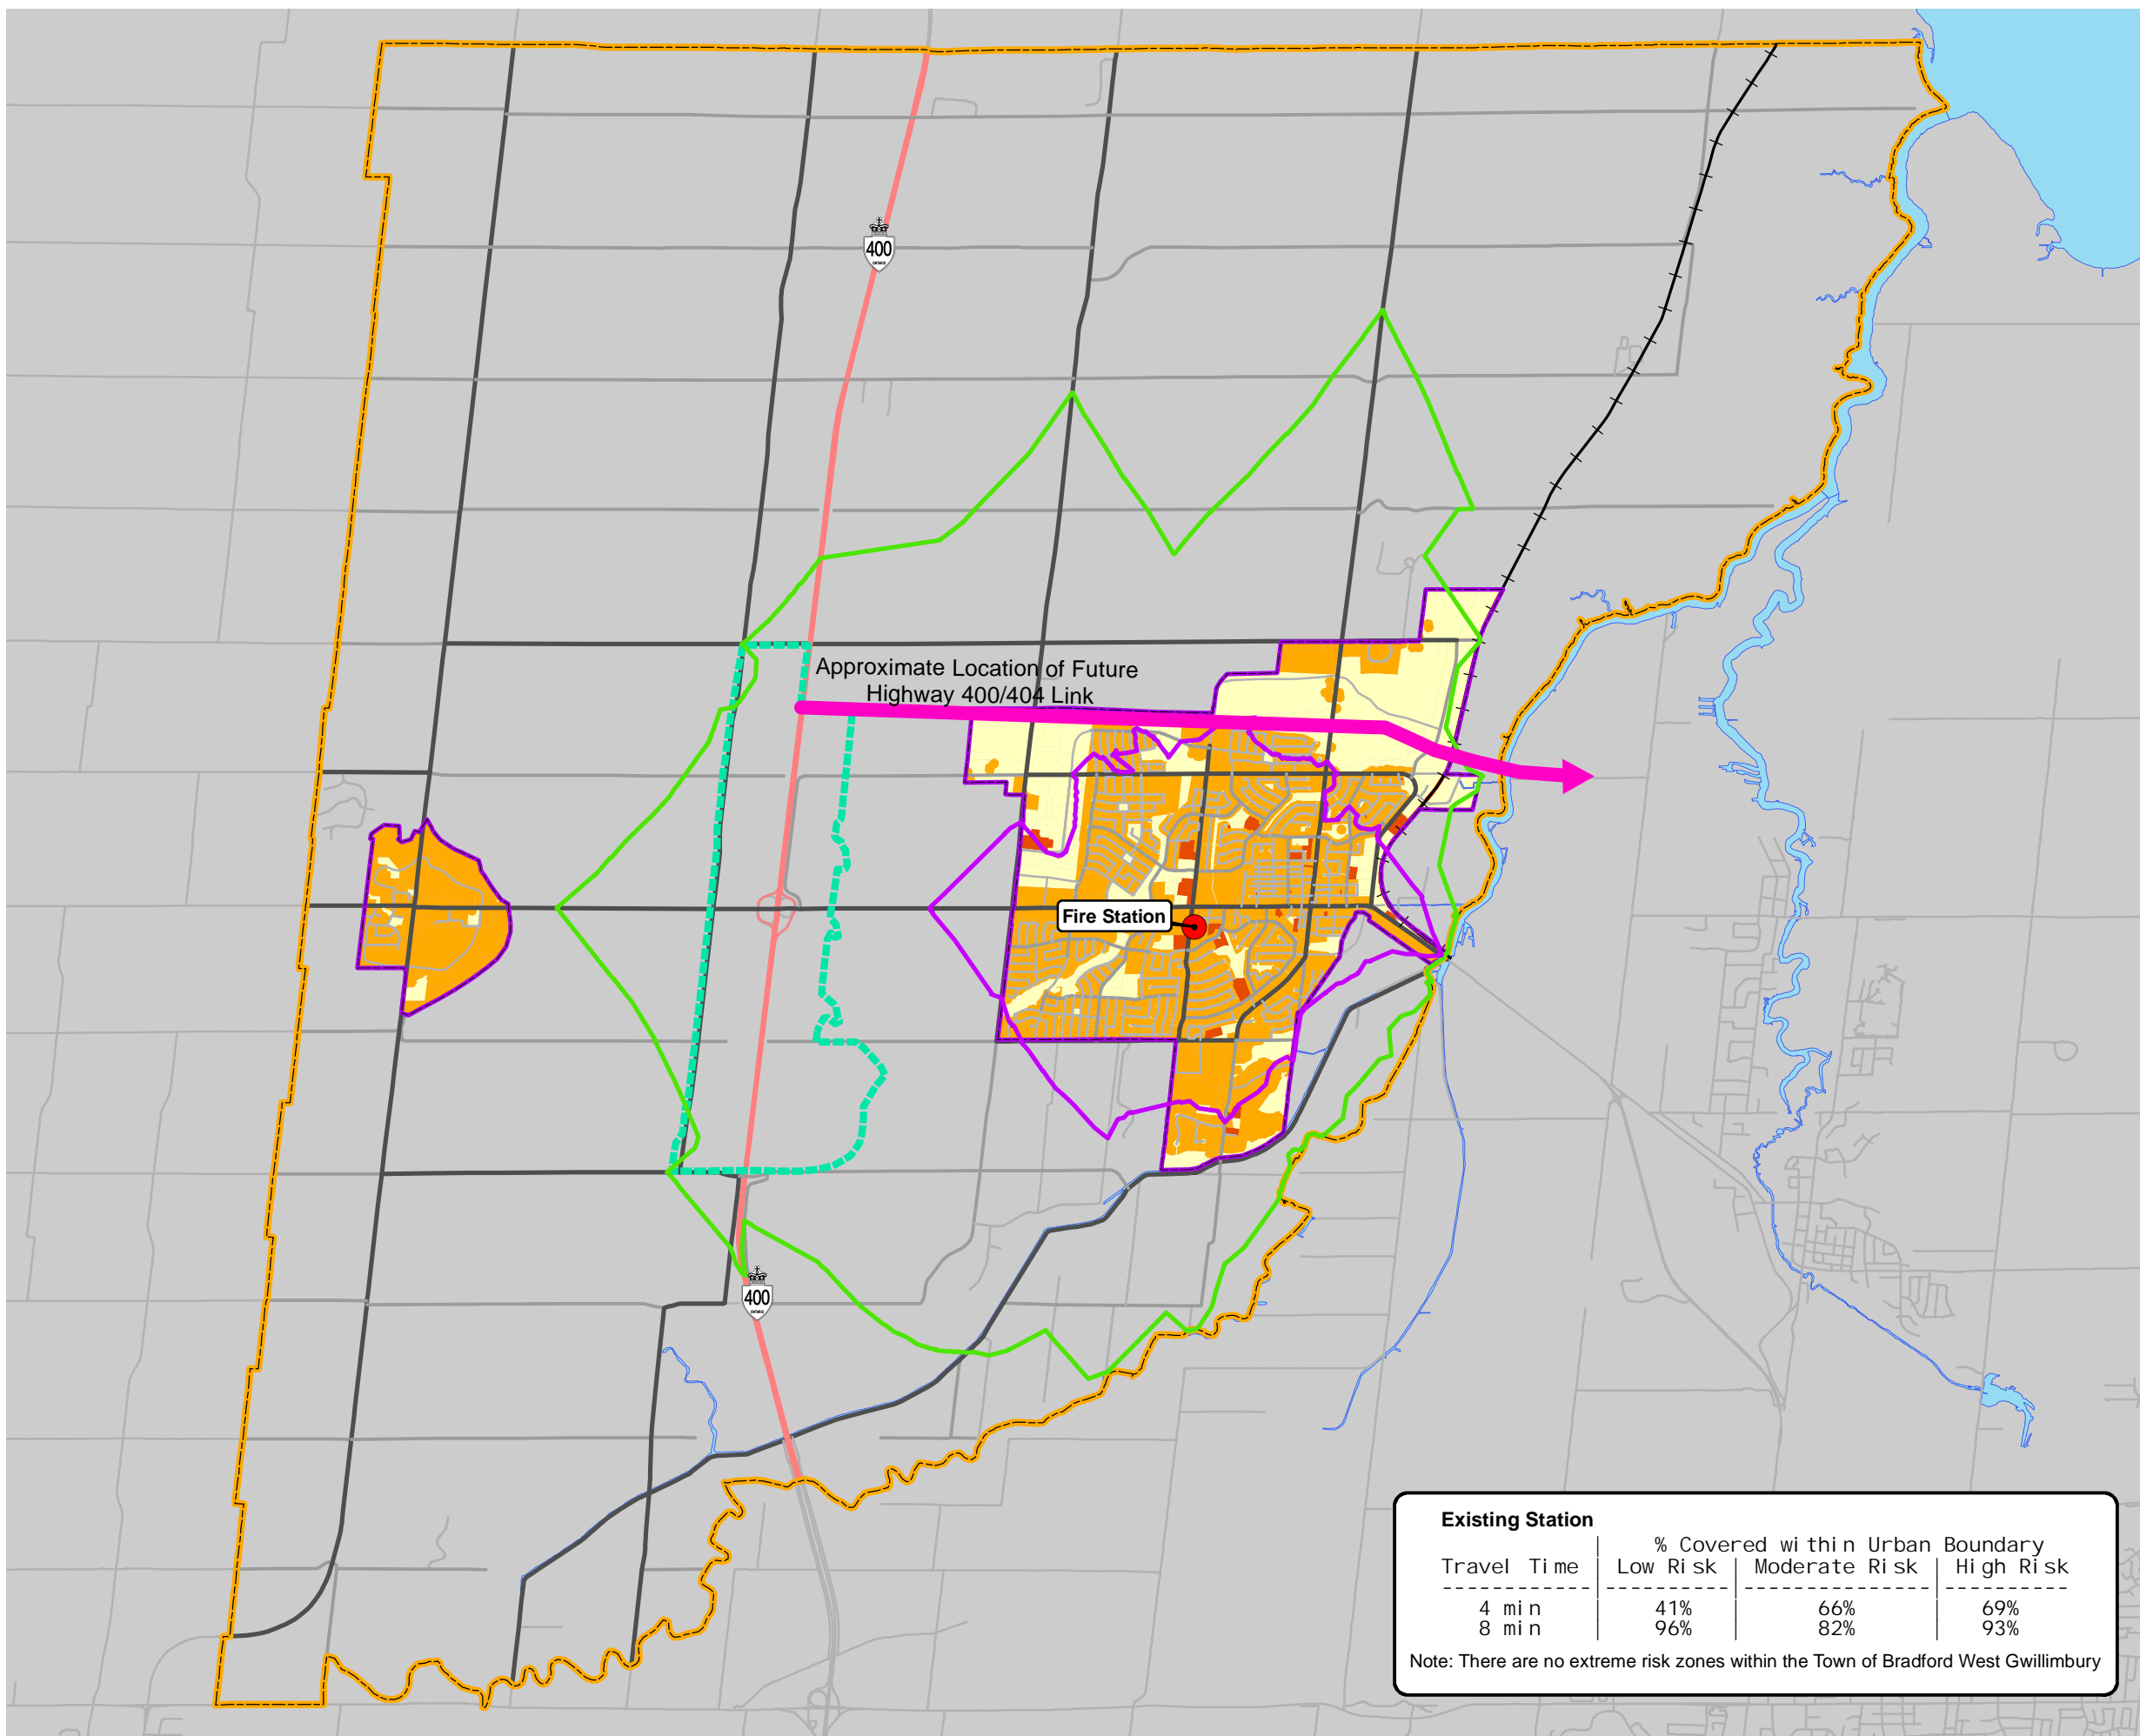 400
ONTARIO
Approximate Location of Future
Highway 400/404 Link
Fire Station
400
ONTARIO
Existing Station
| % Covered within Urban Boundary
Travel Time | Low Risk | Moderate Risk | High Risk
-------------|-----------|----------------|-----------
4 min | 41% | 66% | 69%
8 min | 96% | 82% | 93%
Note: There are no extreme risk zones within the Town of Bradford West Gwillimbury